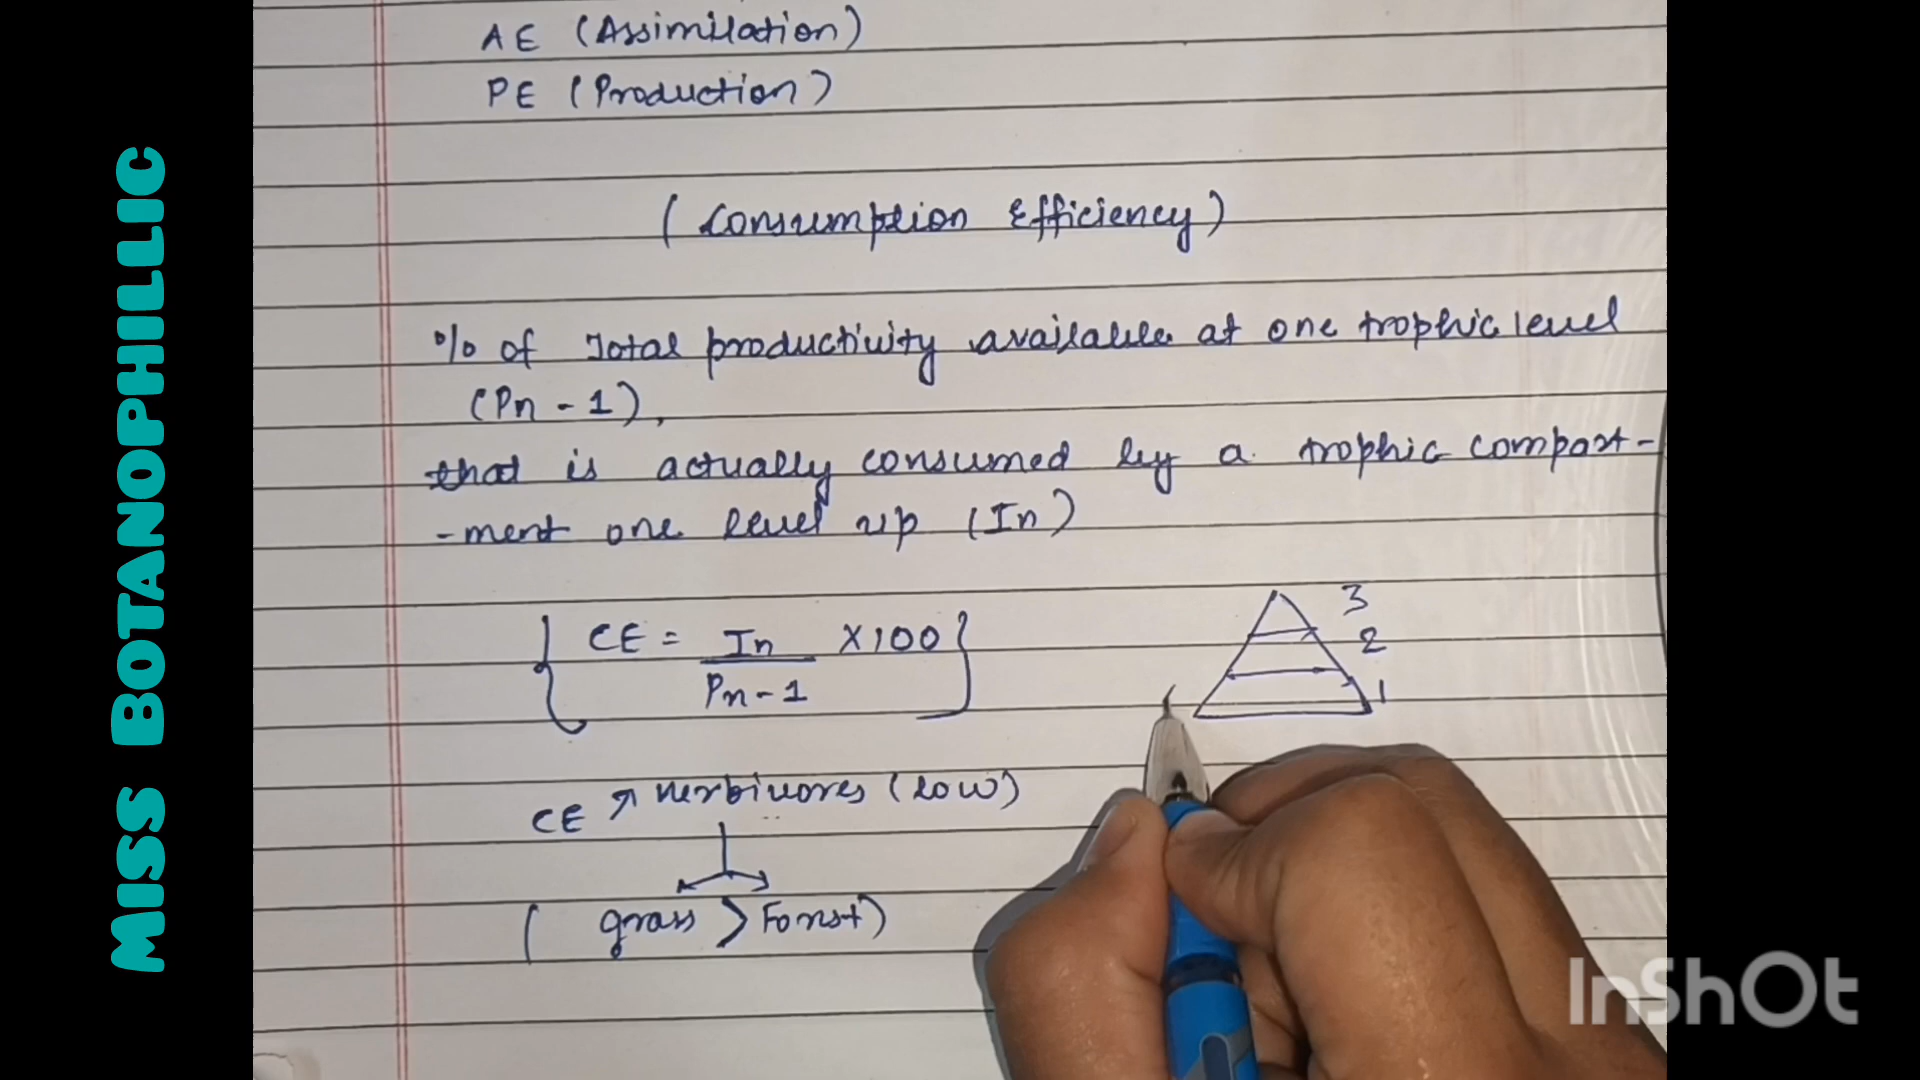 AE (Assimilation)
PE (Production)
(Consumption Efficiency)
% of Total productivity available at one trophic level
(Pn - 1),
that is actually consumed by a trophic compart-
-ment one level up (In)
CE = In X100
Pn - 1
3
2
1
CE → Herbivores (low)
( grass > Forest)
MISS BOTANOPHILLIC
InShOt